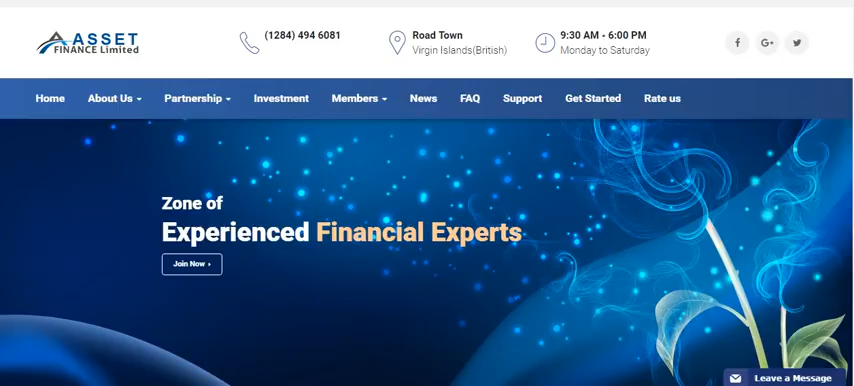 ASSET
FINANCE Limited
(1284) 494 6081
Road Town
Virgin Islands(British)
9:30 AM - 6:00 PM
Monday to Saturday
Home About Us Partnership Investment Members News FAQ Support Get Started Rate us
Zone of
Experienced Financial Experts
Join Now
Leave a Message